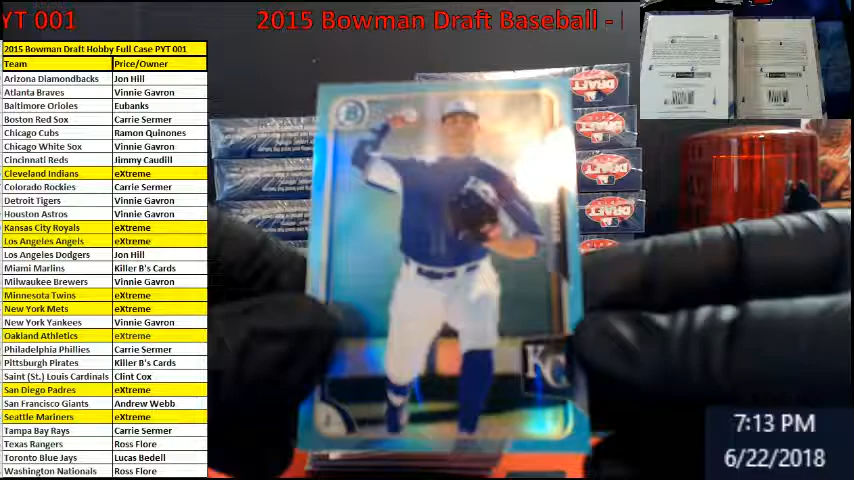 YT 001
2015 Bowman Draft Baseball -
2015 Bowman Draft Hobby Full Case PYT 001
Team Price/Owner
Arizona Diamondbacks Jon Hill
Atlanta Braves Vinnie Gavron
Baltimore Orioles Eubanks
Boston Red Sox Carrie Sermer
Chicago Cubs Ramon Quinones
Chicago White Sox Vinnie Gavron
Cincinnati Reds Jimmy Caudill
Cleveland Indians eXtreme
Colorado Rockies Carrie Sermer
Detroit Tigers Vinnie Gavron
Houston Astros Vinnie Gavron
Kansas City Royals eXtreme
Los Angeles Angels eXtreme
Los Angeles Dodgers Jon Hill
Miami Marlins Killer B's Cards
Milwaukee Brewers Vinnie Gavron
Minnesota Twins eXtreme
New York Mets eXtreme
New York Yankees Vinnie Gavron
Oakland Athletics eXtreme
Philadelphia Phillies Carrie Sermer
Pittsburgh Pirates Killer B's Cards
Saint (St.) Louis Cardinals Clint Cox
San Diego Padres eXtreme
San Francisco Giants Andrew Webb
Seattle Mariners eXtreme
Tampa Bay Rays Carrie Sermer
Texas Rangers Ross Flore
Toronto Blue Jays Lucas Bedell
Washington Nationals Ross Flore
DRAFT
DRAFT
DRAFT
DRAFT
B
KC
7:13 PM
6/22/2018